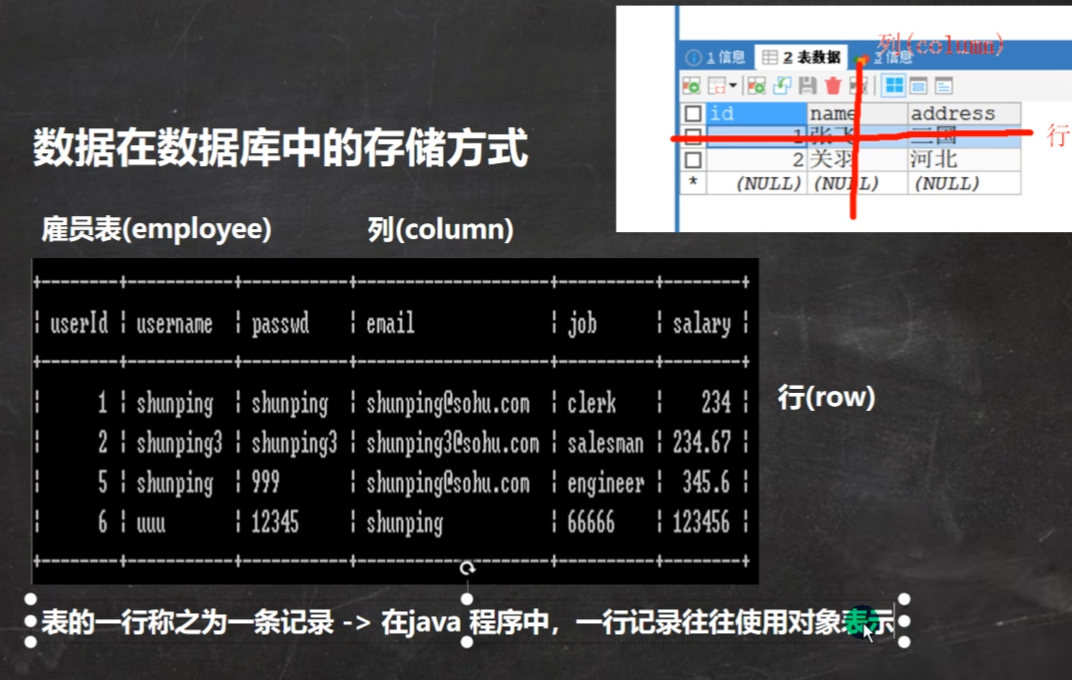 列(column)
1 信息 2 表数据 3 信息
id name address
1 张飞 三国
2 关羽 河北
* (NULL) (NULL) (NULL)
行
数据在数据库中的存储方式
雇员表(employee) 列(column)
userId username passwd email job salary
1 shunping shunping shunping@sohu.com clerk 234
2 shunping3 shunping3 shunping3@sohu.com salesman 234.67
5 shunping 999 shunping@sohu.com engineer 345.6
6 uuu 12345 shunping 66666 123456
行(row)
表的一行称之为一条记录 -> 在java 程序中，一行记录往往使用对象表示